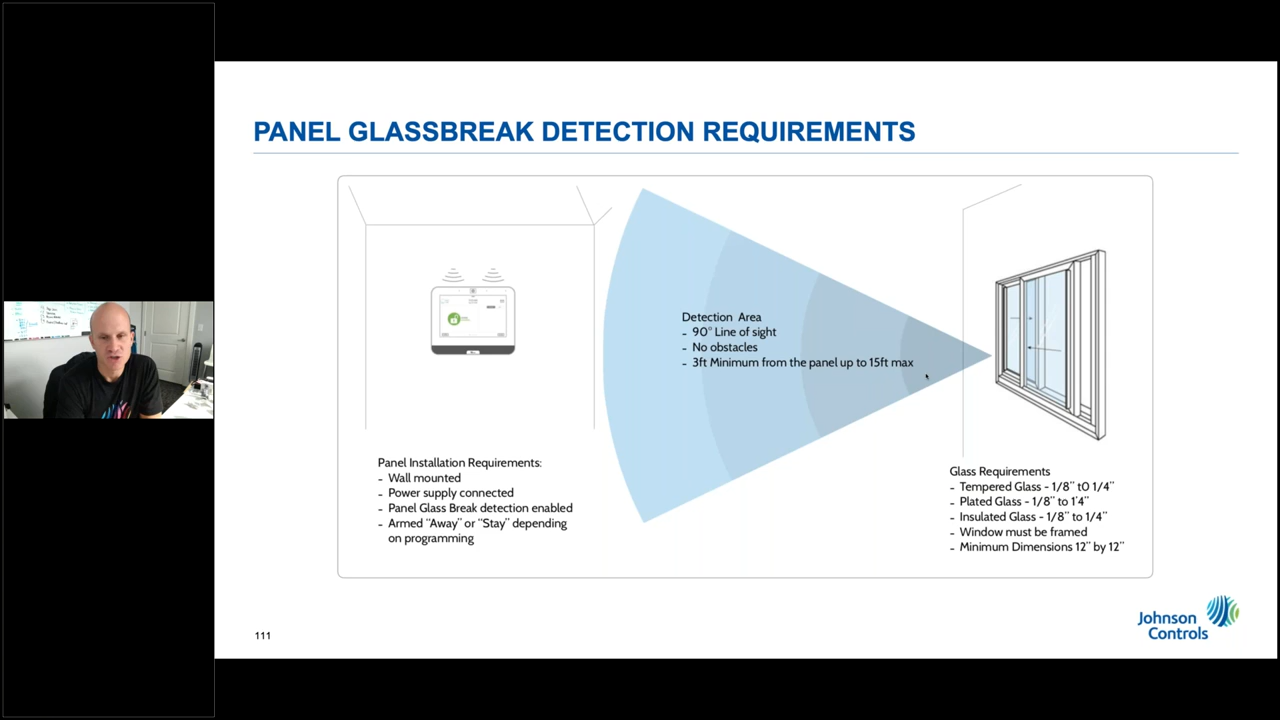 PANEL GLASSBREAK DETECTION REQUIREMENTS
Detection Area
- 90° Line of sight
- No obstacles
- 3ft Minimum from the panel up to 15ft max
Panel Installation Requirements:
- Wall mounted
- Power supply connected
- Panel Glass Break detection enabled
- Armed "Away" or "Stay" depending
on programming
Glass Requirements
- Tempered Glass - 1/8" t0 1/4"
- Plated Glass - 1/8" to 1'4"
- Insulated Glass - 1/8" to 1/4"
- Window must be framed
- Minimum Dimensions 12" by 12"
111
Johnson
Controls